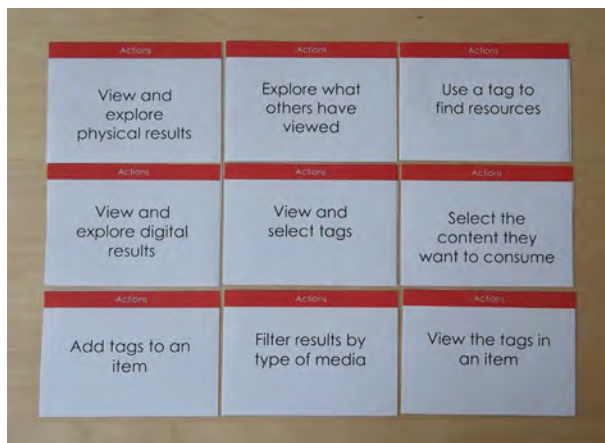 Actions
View and
explore
physical results
Actions
Explore what
others have
viewed
Actions
Use a tag to
find resources
Actions
View and
explore digital
results
Actions
View and
select tags
Actions
Select the
content they
want to consume
Actions
Add tags to an
item
Actions
Filter results by
type of media
Actions
View the tags in
an item